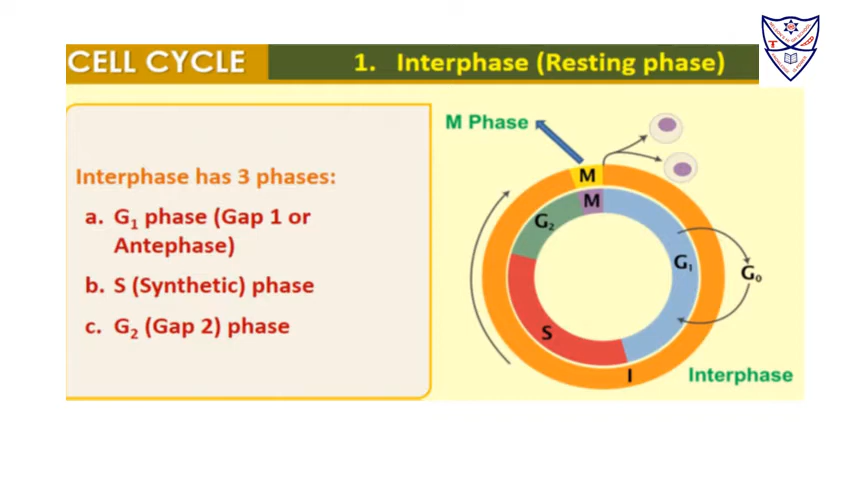 CELL CYCLE
1. Interphase (Resting phase)
M Phase
Interphase has 3 phases:
a. G₁ phase (Gap 1 or
Antephase)
b. S (Synthetic) phase
c. G₂ (Gap 2) phase
M
M
G₂
G₁
G₀
S
I
Interphase